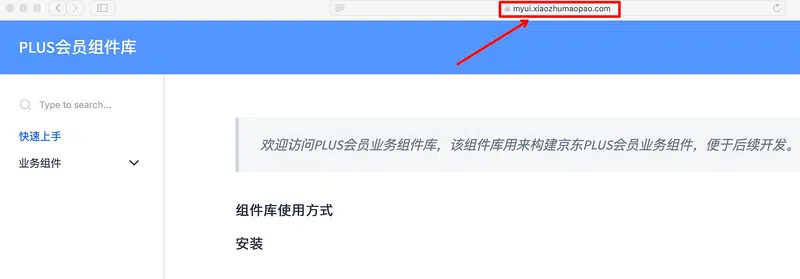 myui.xiaozhumaopao.com
PLUS会员组件库
Type to search...
快速上手
业务组件
欢迎访问PLUS会员业务组件库，该组件库用来构建京东PLUS会员业务组件，便于后续开发。
组件库使用方式
安装